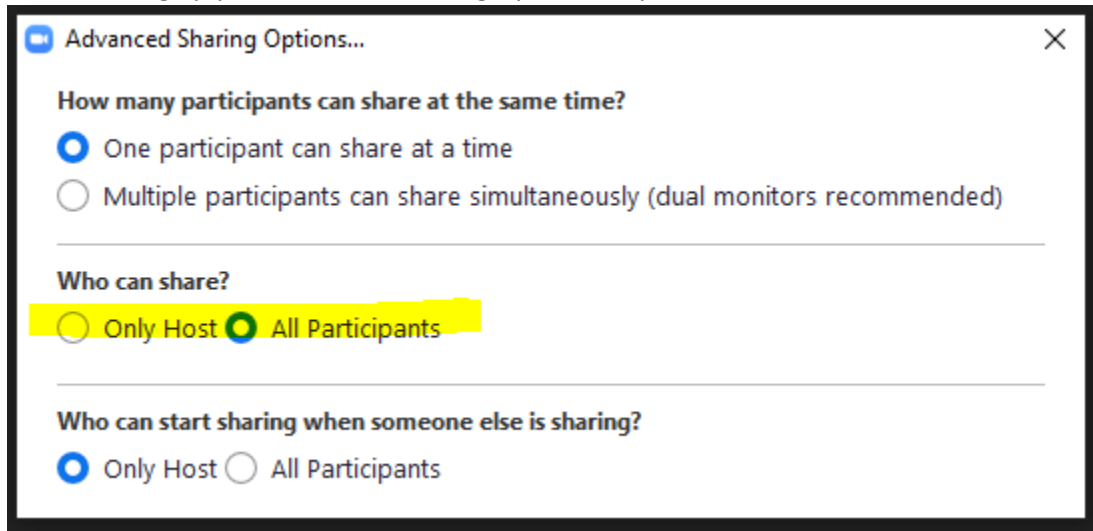 Advanced Sharing Options...
How many participants can share at the same time?
One participant can share at a time
Multiple participants can share simultaneously (dual monitors recommended)
Who can share?
Only Host All Participants
Who can start sharing when someone else is sharing?
Only Host All Participants